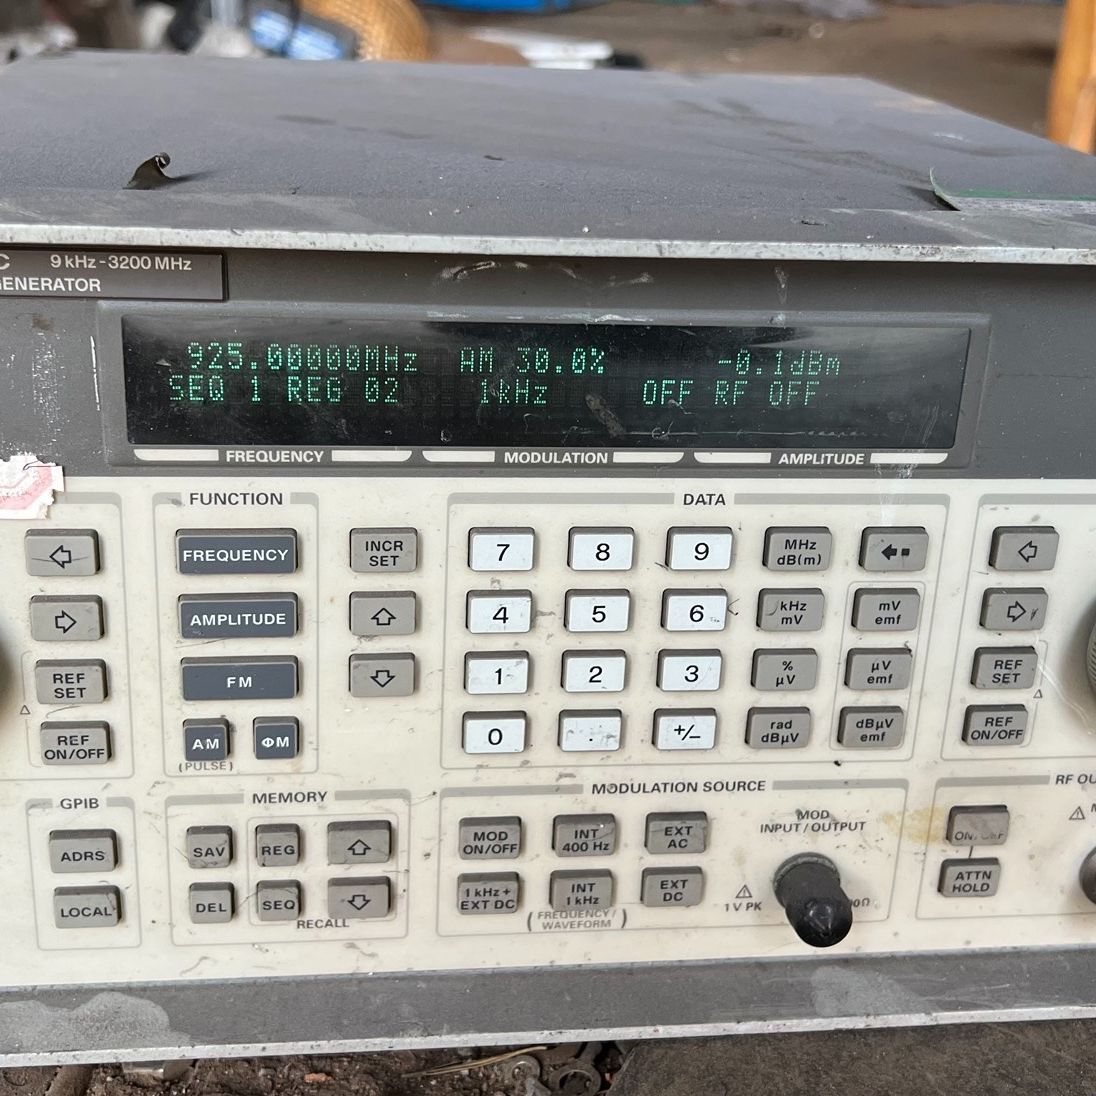 C 9 kHz-3200 MHz
GENERATOR
925.00000MHz AM 30.0% -0.1dBm
SEQ 1 REG 02 1kHz OFF RF OFF
FREQUENCY MODULATION AMPLITUDE
FUNCTION
FREQUENCY
AMPLITUDE
FM
AM
ΦM
(PULSE)
INCR
SET
REF
SET
REF
ON/OFF
DATA
7 8 9 MHz
dB(m)
4 5 6 kHz
mV
mV
emf
1 2 3 %
µV
µV
emf
0 . +/− rad
dBµV
dBµV
emf
REF
SET
REF
ON/OFF
GPIB
ADRS
LOCAL
MEMORY
SAV REG
DEL SEQ
RECALL
MODULATION SOURCE
MOD
ON/OFF
INT
400 Hz
EXT
AC
1 kHz+
EXT DC
INT
1 kHz
EXT
DC
(FREQUENCY/
WAVEFORM)
MOD
INPUT/OUTPUT
1 V PK
00Ω
RF OU
ON/OFF
ATTN
HOLD